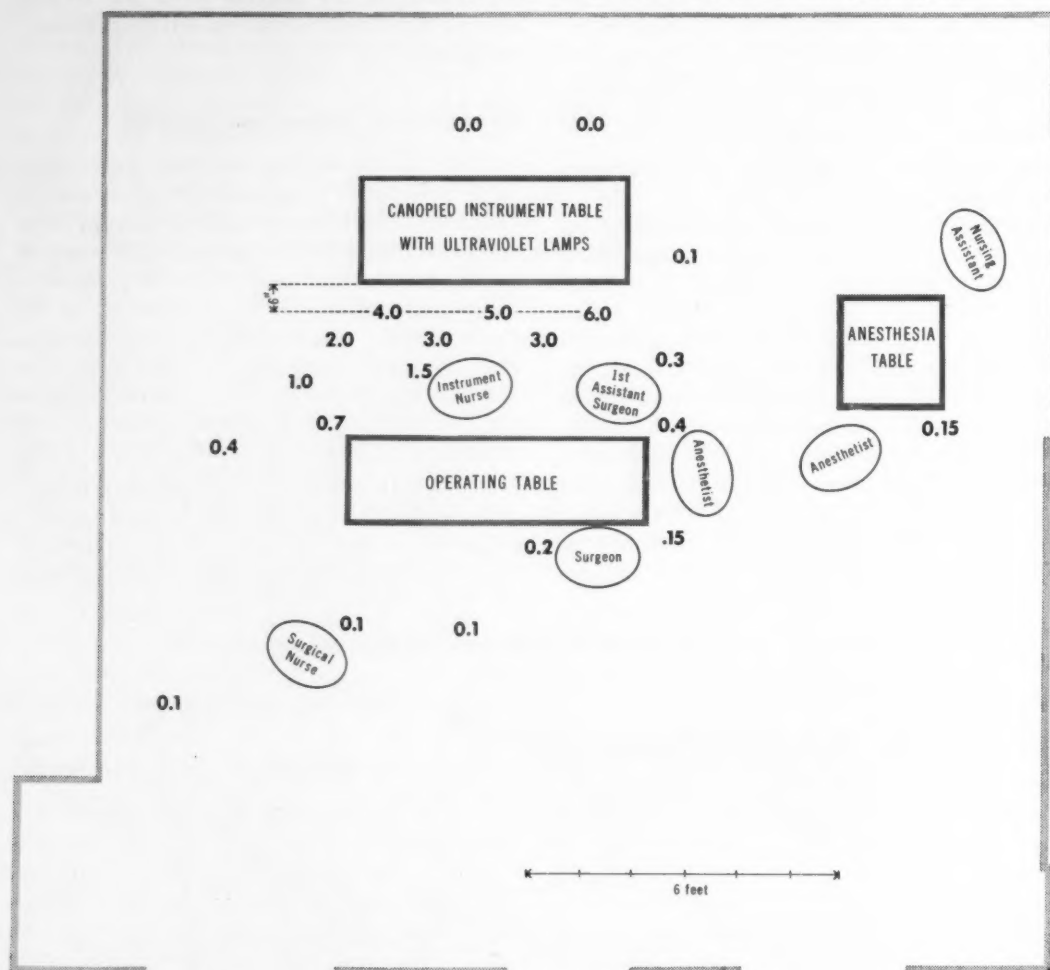 0.0 0.0
CANOPIED INSTRUMENT TABLE
WITH ULTRAVIOLET LAMPS
Nursing
Assistant
0.1
6"
4.0 5.0 6.0
2.0 3.0 3.0
ANESTHESIA
TABLE
0.3
1.5
Instrument
Nurse
1st
Assistant
Surgeon
1.0
0.7
0.4
0.15
0.4
Anesthetist
Anesthetist
OPERATING TABLE
0.2
Surgeon
.15
0.1
0.1
Surgical
Nurse
0.1
6 feet